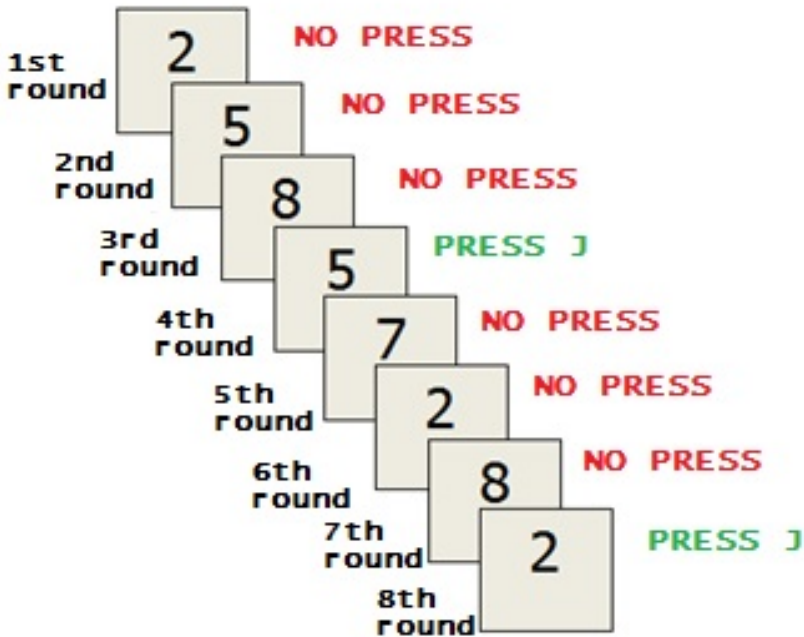 2
NO PRESS
1st
round
5
NO PRESS
2nd
round
8
NO PRESS
3rd
round
5
PRESS J
4th
round
7
NO PRESS
5th
round
2
NO PRESS
6th
round
8
NO PRESS
7th
round
2
PRESS J
8th
round